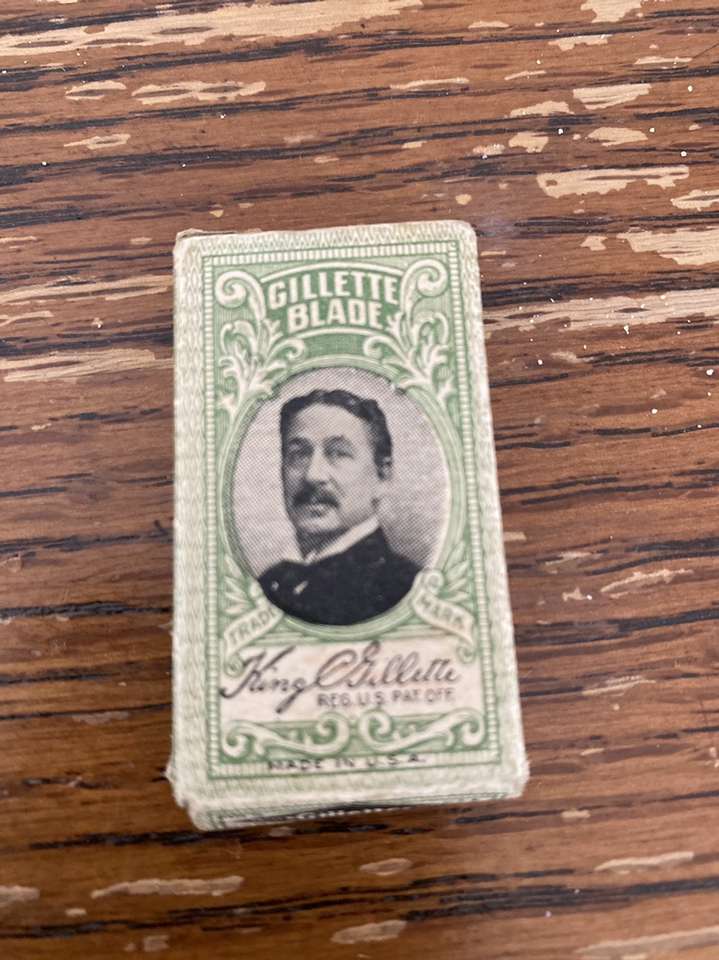 GILLETTE
BLADE
TRADE MARK
King C Gillette
REG. U.S. PAT. OFF.
MADE IN U.S.A.